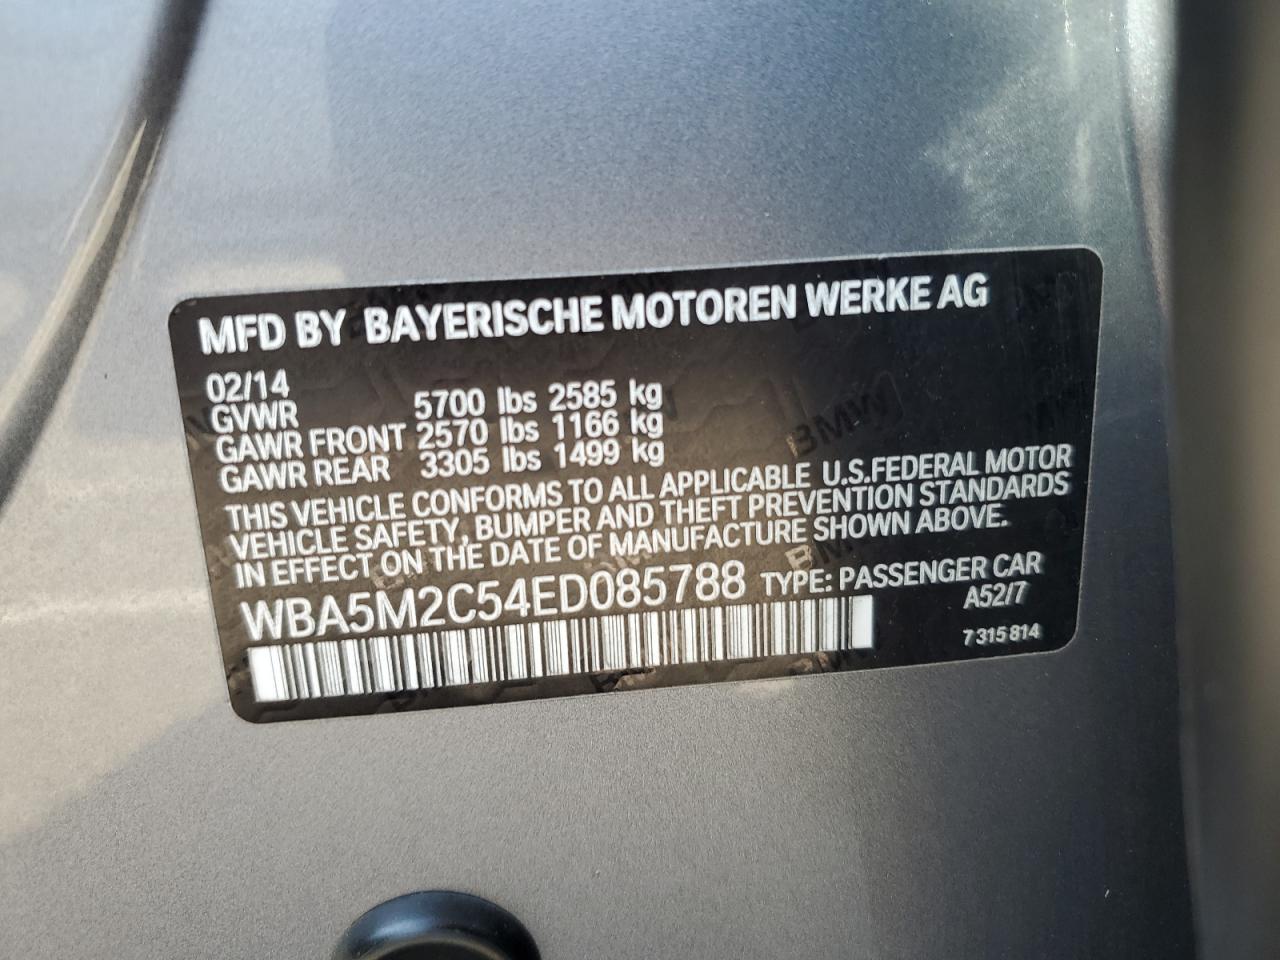 MFD BY BAYERISCHE MOTOREN WERKE AG
02/14
GVWR 5700 lbs 2585 kg
GAWR FRONT 2570 lbs 1166 kg
GAWR REAR 3305 lbs 1499 kg
THIS VEHICLE CONFORMS TO ALL APPLICABLE U.S.FEDERAL MOTOR
VEHICLE SAFETY, BUMPER AND THEFT PREVENTION STANDARDS
IN EFFECT ON THE DATE OF MANUFACTURE SHOWN ABOVE.
WBA5M2C54ED085788 TYPE: PASSENGER CAR
A52/7
7 315 814